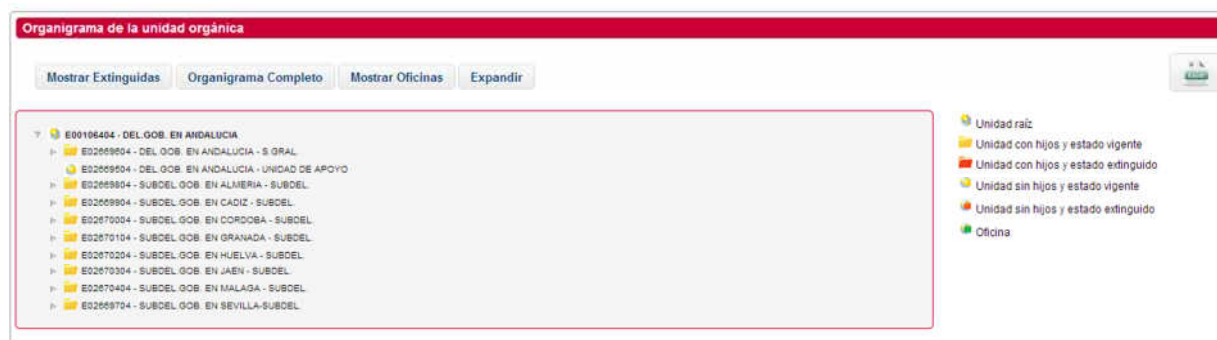 Organigrama de la unidad orgánica
Mostrar Extinguidas Organigrama Completo Mostrar Oficinas Expandir
E00106404 - DEL.GOB. EN ANDALUCIA
E02669604 - DEL.GOB. EN ANDALUCIA - S.GRAL.
E02669504 - DEL.GOB. EN ANDALUCIA - UNIDAD DE APOYO
E02669804 - SUBDEL.GOB. EN ALMERIA - SUBDEL.
E02669904 - SUBDEL.GOB. EN CADIZ - SUBDEL.
E02670004 - SUBDEL.GOB. EN CORDOBA - SUBDEL.
E02670104 - SUBDEL.GOB. EN GRANADA - SUBDEL.
E02670204 - SUBDEL.GOB. EN HUELVA - SUBDEL.
E02670304 - SUBDEL.GOB. EN JAEN - SUBDEL.
E02670404 - SUBDEL.GOB. EN MALAGA - SUBDEL.
E02669704 - SUBDEL.GOB. EN SEVILLA-SUBDEL.
Unidad raíz
Unidad con hijos y estado vigente
Unidad con hijos y estado extinguido
Unidad sin hijos y estado vigente
Unidad sin hijos y estado extinguido
Oficina